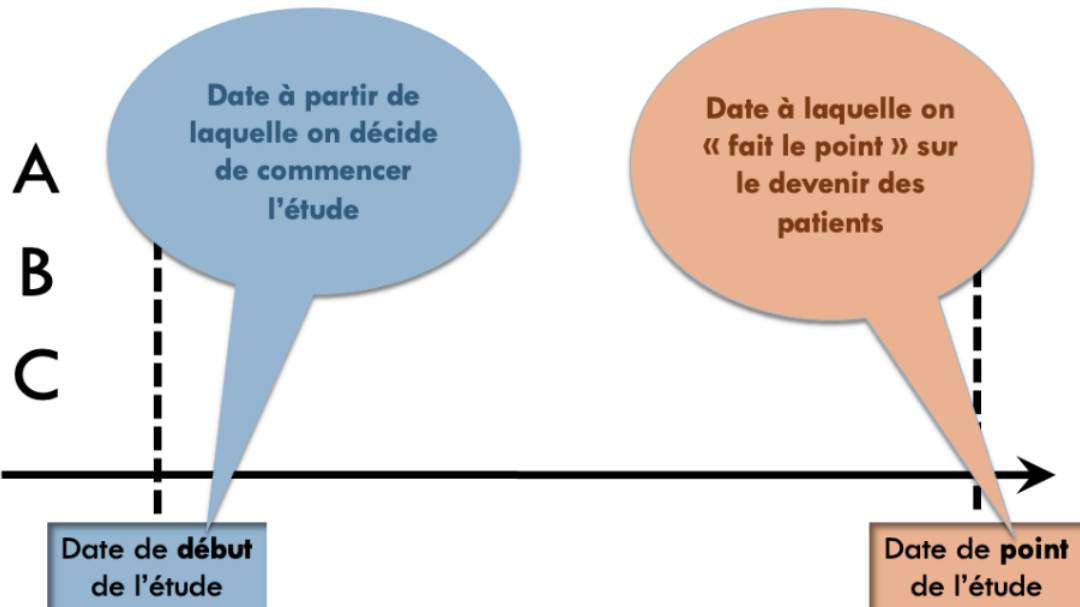 Date à partir de
laquelle on décide
de commencer
l'étude
Date à laquelle on
« fait le point » sur
le devenir des
patients
A
B
C
Date de début
de l'étude
Date de point
de l'étude